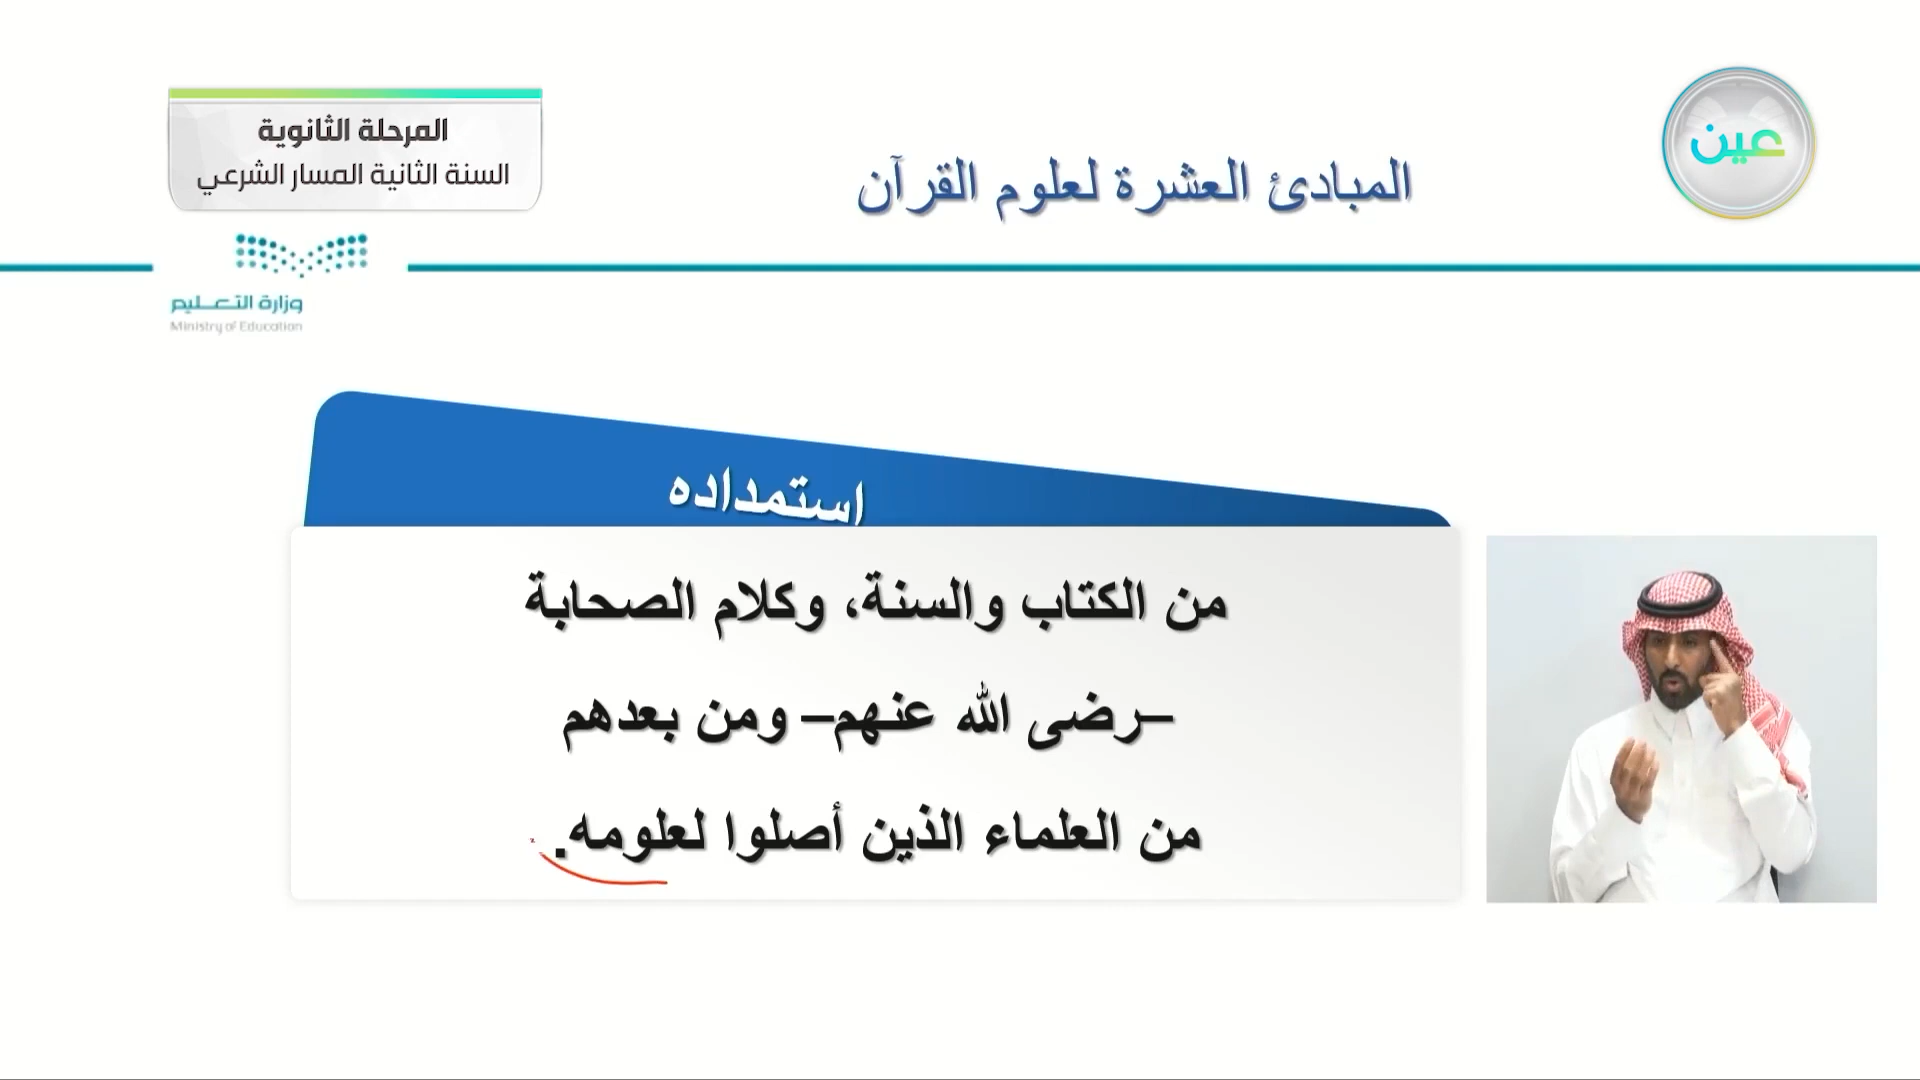 المرحلة الثانوية
السنة الثانية المسار الشرعي
المبادئ العشرة لعلوم القرآن
عين
وزارة التعليم
Ministry of Education
استمداده
من الكتاب والسنة، وكلام الصحابة
–رضى الله عنهم– ومن بعدهم
من العلماء الذين أصلوا لعلومه.